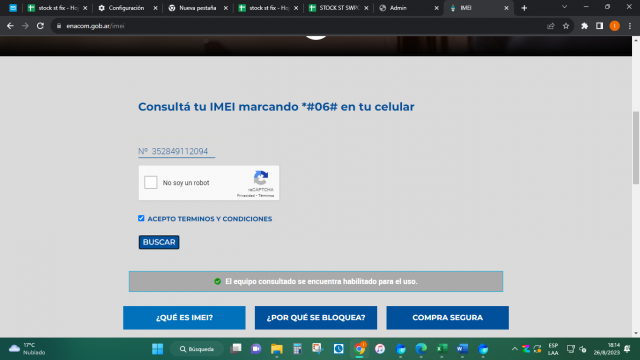 stock st fix - Ho
Configuración
Nueva pestaña
stock st fix - Ho
STOCK ST SWPO
Admin
IMEI
enacom.gob.ar/imei
Consultá tu IMEI marcando *#06# en tu celular
Nº 352849112094
No soy un robot
reCAPTCHA
Privacidad - Términos
ACEPTO TERMINOS Y CONDICIONES
BUSCAR
El equipo consultado se encuentra habilitado para el uso.
¿QUÉ ES IMEI?
¿POR QUÉ SE BLOQUEA?
COMPRA SEGURA
17°C
Nublado
Búsqueda
ESP
LAA
18:14
26/8/2023